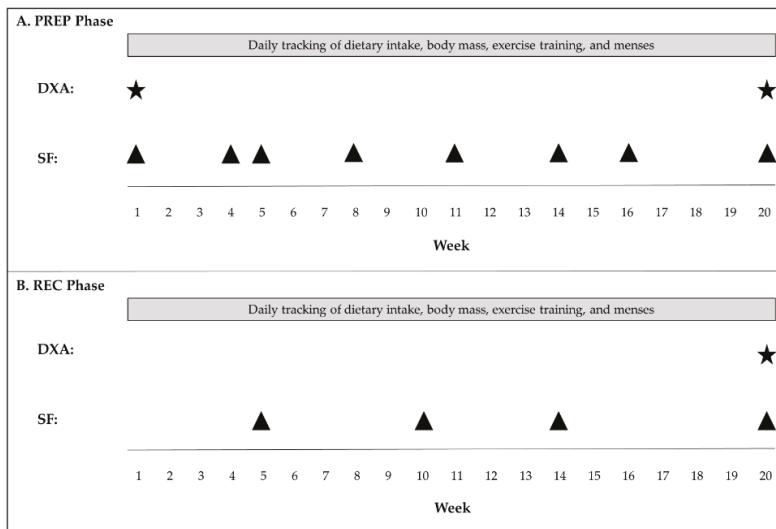 A. PREP Phase
Daily tracking of dietary intake, body mass, exercise training, and menses
DXA:
SF:
1 2 3 4 5 6 7 8 9 10 11 12 13 14 15 16 17 18 19 20
Week
B. REC Phase
Daily tracking of dietary intake, body mass, exercise training, and menses
DXA:
SF:
1 2 3 4 5 6 7 8 9 10 11 12 13 14 15 16 17 18 19 20
Week